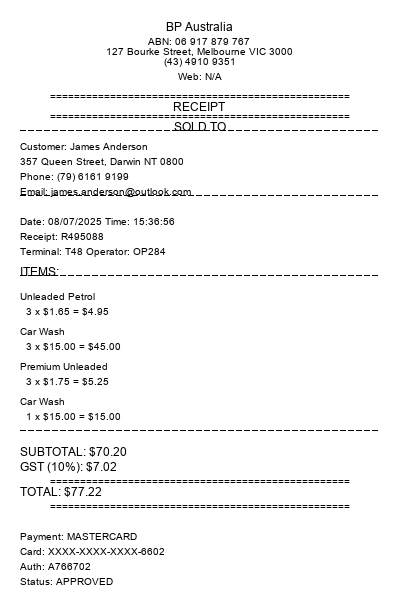 BP Australia
ABN: 06 917 879 767
127 Bourke Street, Melbourne VIC 3000
(43) 4910 9351
Web: N/A
==================================================
RECEIPT
==================================================
SOLD TO
Customer: James Anderson
357 Queen Street, Darwin NT 0800
Phone: (79) 6161 9199
Email: james.anderson@outlook.com
Date: 08/07/2025 Time: 15:36:56
Receipt: R495088
Terminal: T48 Operator: OP284
ITEMS:
Unleaded Petrol
3 x $1.65 = $4.95
Car Wash
3 x $15.00 = $45.00
Premium Unleaded
3 x $1.75 = $5.25
Car Wash
1 x $15.00 = $15.00
SUBTOTAL: $70.20
GST (10%): $7.02
==================================================
TOTAL: $77.22
==================================================
Payment: MASTERCARD
Card: XXXX-XXXX-XXXX-6602
Auth: A766702
Status: APPROVED